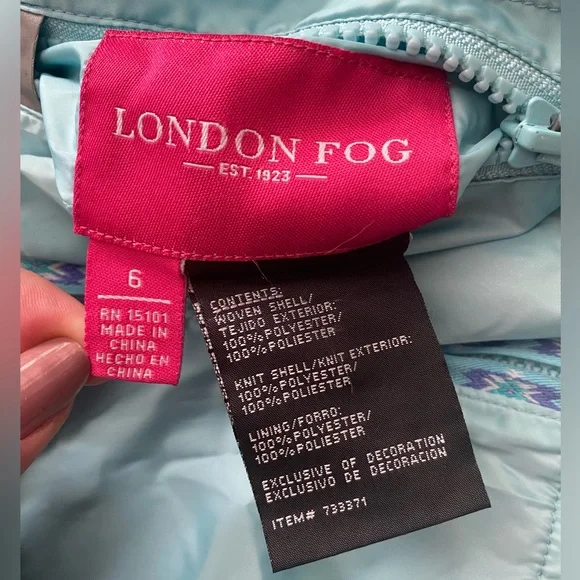 LONDON FOG
EST. 1923
6
RN 15101
MADE IN
CHINA
HECHO EN
CHINA
CONTENTS:
WOVEN SHELL/
TEJIDO EXTERIOR:
100%POLYESTER/
100%POLIESTER
KNIT SHELL/KNIT EXTERIOR:
100%POLYESTER/
100%POLIESTER
LINING/FORRO:
100%POLYESTER/
100%POLIESTER
EXCLUSIVE OF DECORATION
EXCLUSIVO DE DECORACION
ITEM# 733371